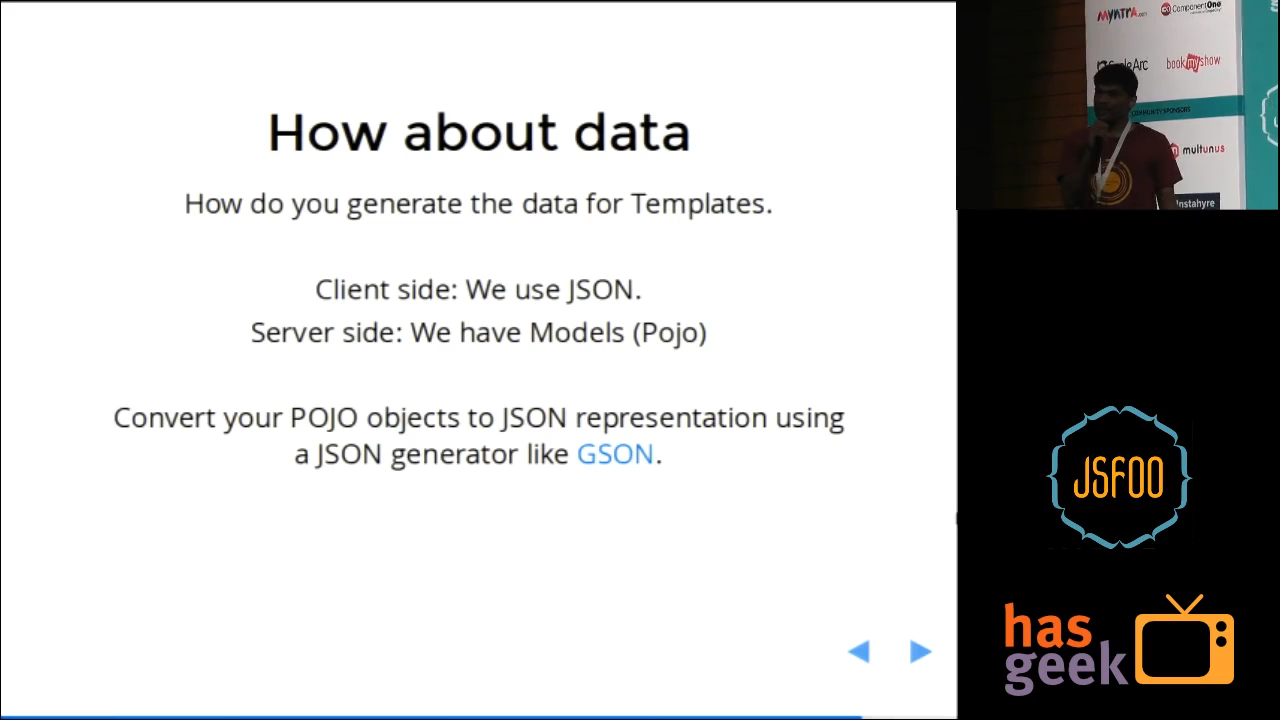 How about data
How do you generate the data for Templates.
Client side: We use JSON.
Server side: We have Models (Pojo)
Convert your POJO objects to JSON representation using
a JSON generator like GSON.
Myntra.com
ComponentOne
bookmyshow
COMMUNITY SPONSORS
multunus
Instahyre
JSFOO
has
geek